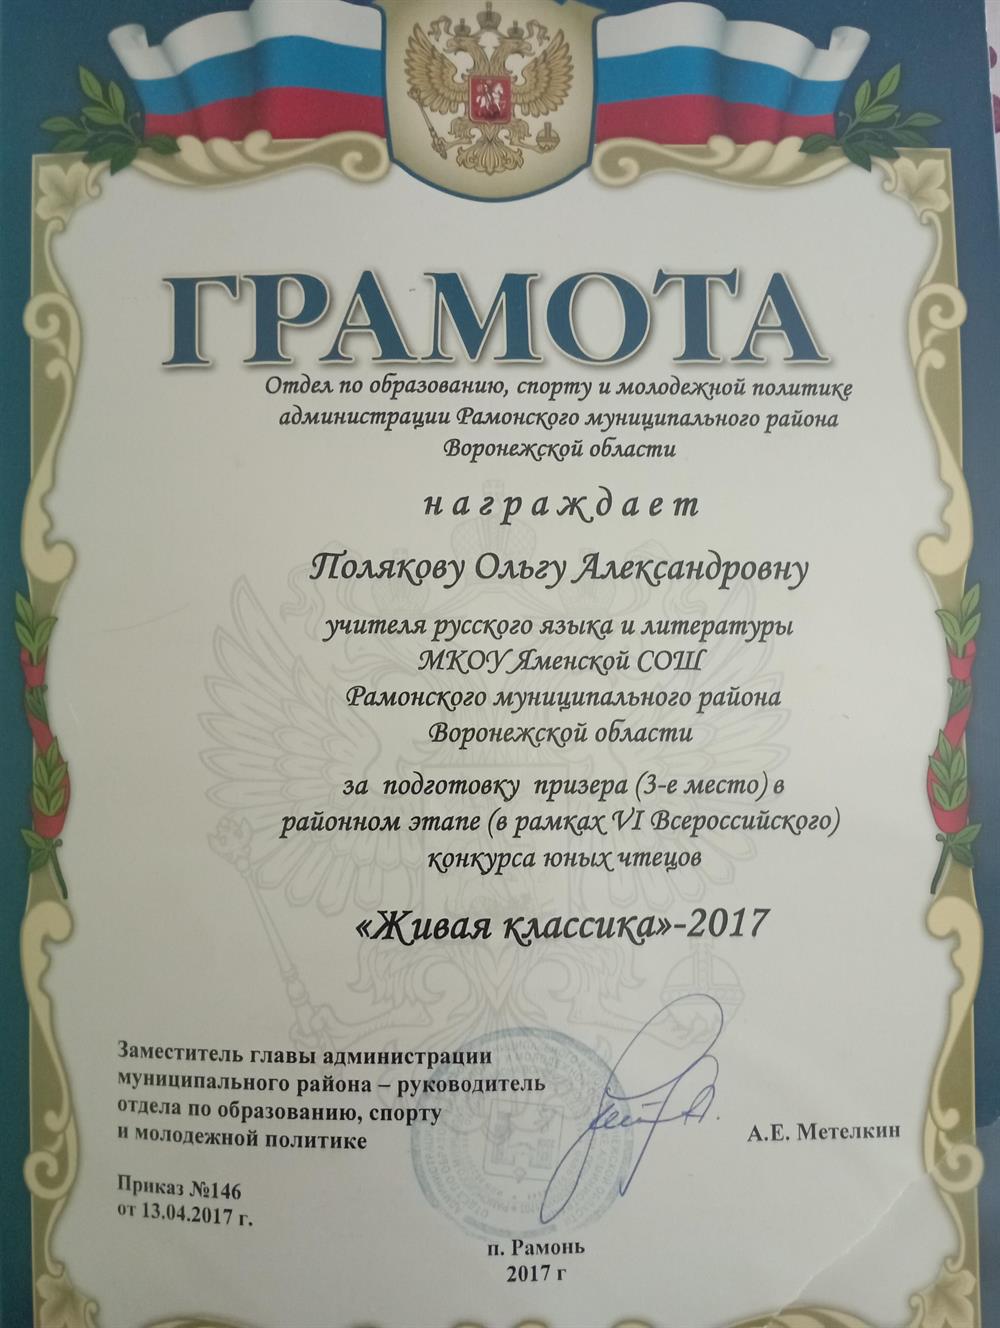 ГРАМОТА
Отдел по образованию, спорту и молодежной политике
администрации Рамонского муниципального района
Воронежской области
награждает
Полякову Ольгу Александровну
учителя русского языка и литературы
МКОУ Яменской СОШ
Рамонского муниципального района
Воронежской области
за подготовку призера (3-е место) в
районном этапе (в рамках VI Всероссийского)
конкурса юных чтецов
«Живая классика»-2017
Заместитель главы администрации
муниципального района – руководитель
отдела по образованию, спорту
и молодежной политике
А.Е. Метелкин
Приказ №146
от 13.04.2017 г.
п. Рамонь
2017 г